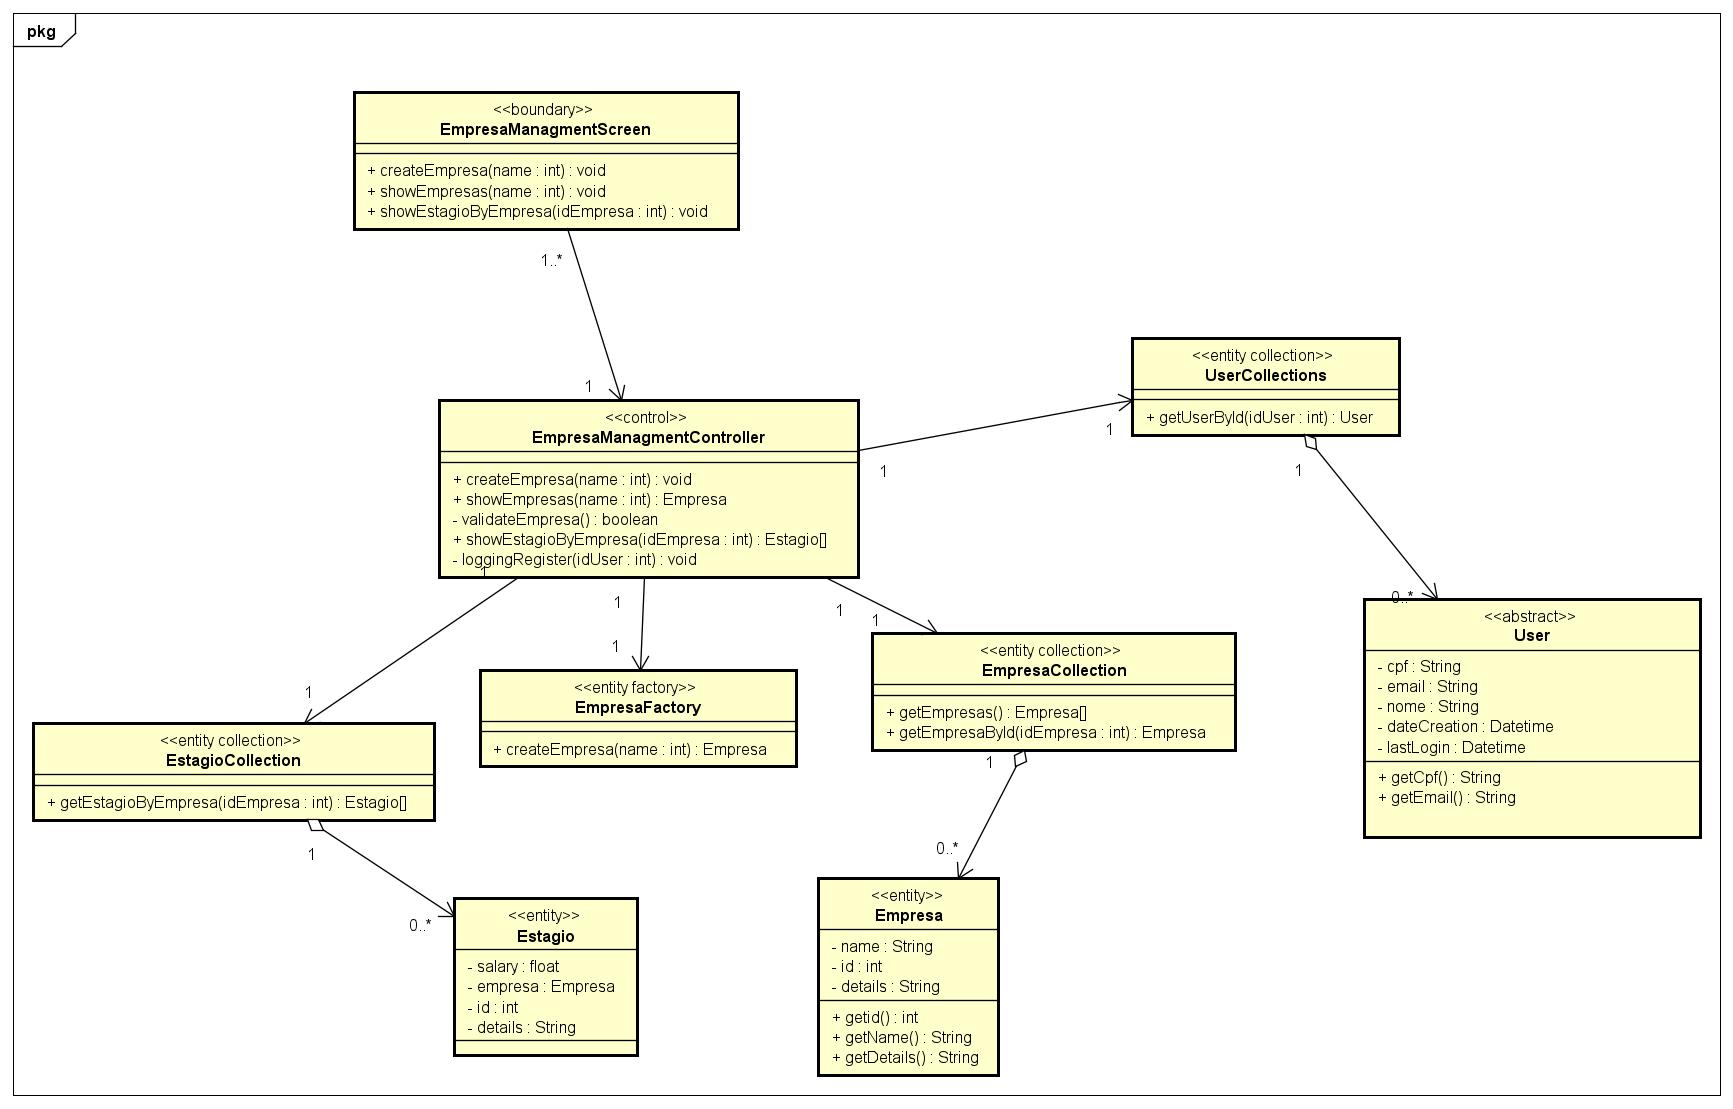 pkg
<<boundary>>
EmpresaManagmentScreen
+ createEmpresa(name : int) : void
+ showEmpresas(name : int) : void
+ showEstagioByEmpresa(idEmpresa : int) : void
1..*
1
<<control>>
EmpresaManagmentController
+ createEmpresa(name : int) : void
+ showEmpresas(name : int) : Empresa
- validateEmpresa() : boolean
+ showEstagioByEmpresa(idEmpresa : int) : Estagio[]
- loggingRegister(idUser : int) : void
1
1
<<entity collection>>
UserCollections
+ getUserById(idUser : int) : User
1
0..*
<<abstract>>
User
- cpf : String
- email : String
- nome : String
- dateCreation : Datetime
- lastLogin : Datetime
+ getCpf() : String
+ getEmail() : String
1
1
<<entity collection>>
EstagioCollection
+ getEstagioByEmpresa(idEmpresa : int) : Estagio[]
1
0..*
<<entity>>
Estagio
- salary : float
- empresa : Empresa
- id : int
- details : String
1
1
<<entity factory>>
EmpresaFactory
+ createEmpresa(name : int) : Empresa
1
1
<<entity collection>>
EmpresaCollection
+ getEmpresas() : Empresa[]
+ getEmpresaById(idEmpresa : int) : Empresa
1
0..*
<<entity>>
Empresa
- name : String
- id : int
- details : String
+ getid() : int
+ getName() : String
+ getDetails() : String